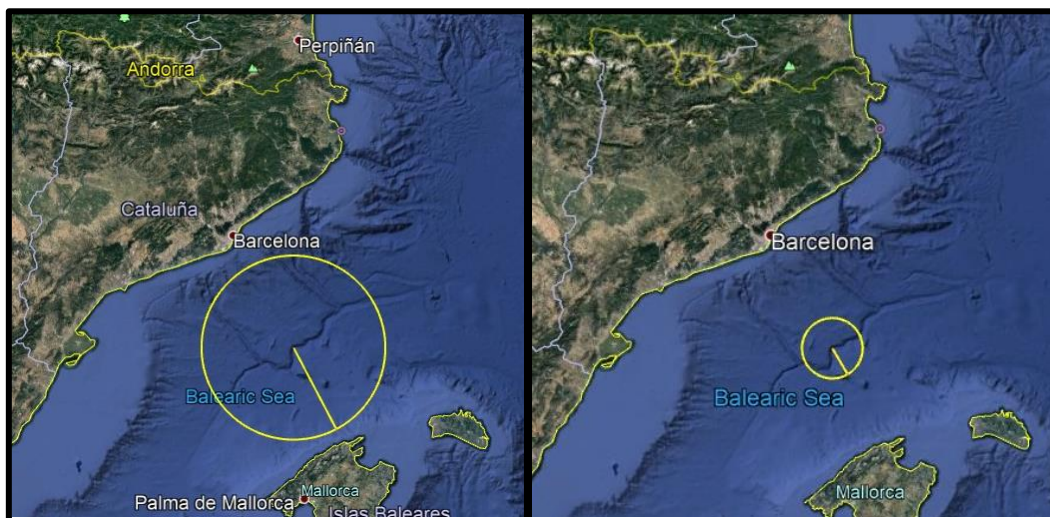 Perpiñán
Andorra
Cataluña
Barcelona
Balearic Sea
Mallorca
Palma de Mallorca
Islas Baleares
Barcelona
Balearic Sea
Mallorca